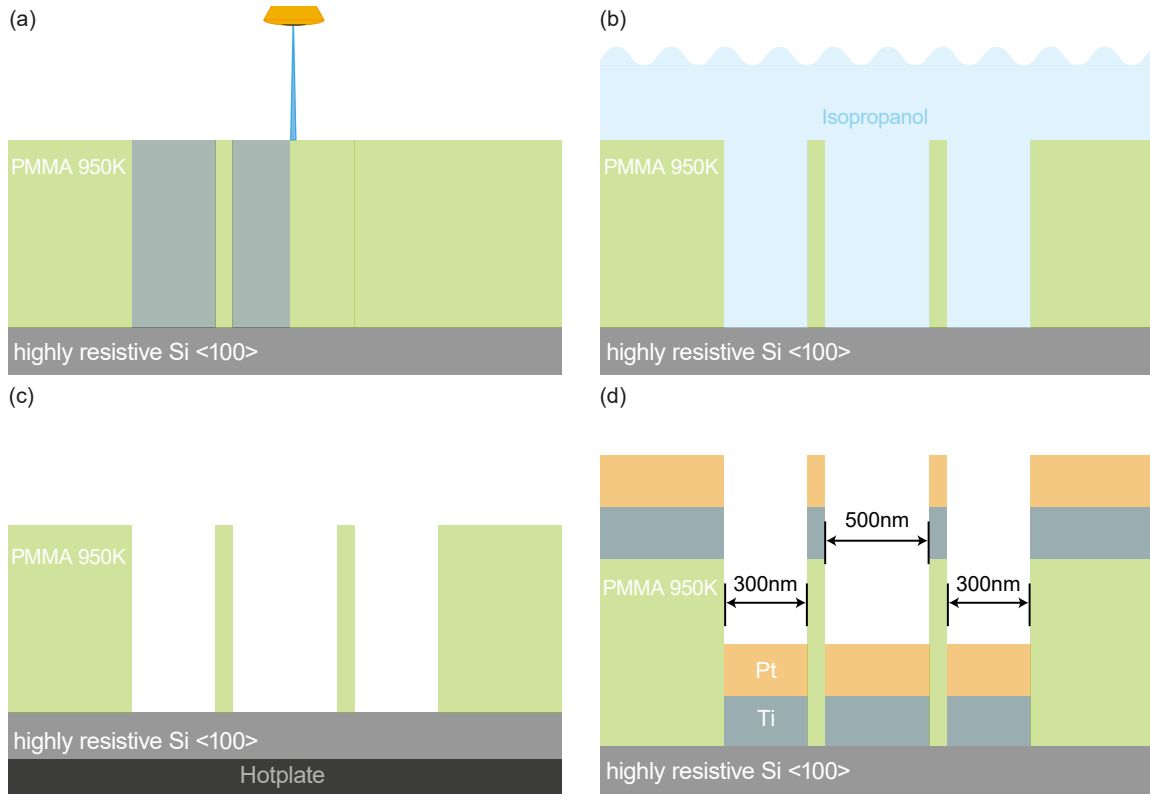 (a)
PMMA 950K
highly resistive Si <100>
(b)
Isopropanol
PMMA 950K
highly resistive Si <100>
(c)
PMMA 950K
highly resistive Si <100>
Hotplate
(d)
500nm
PMMA 950K
300nm
300nm
Pt
Ti
highly resistive Si <100>